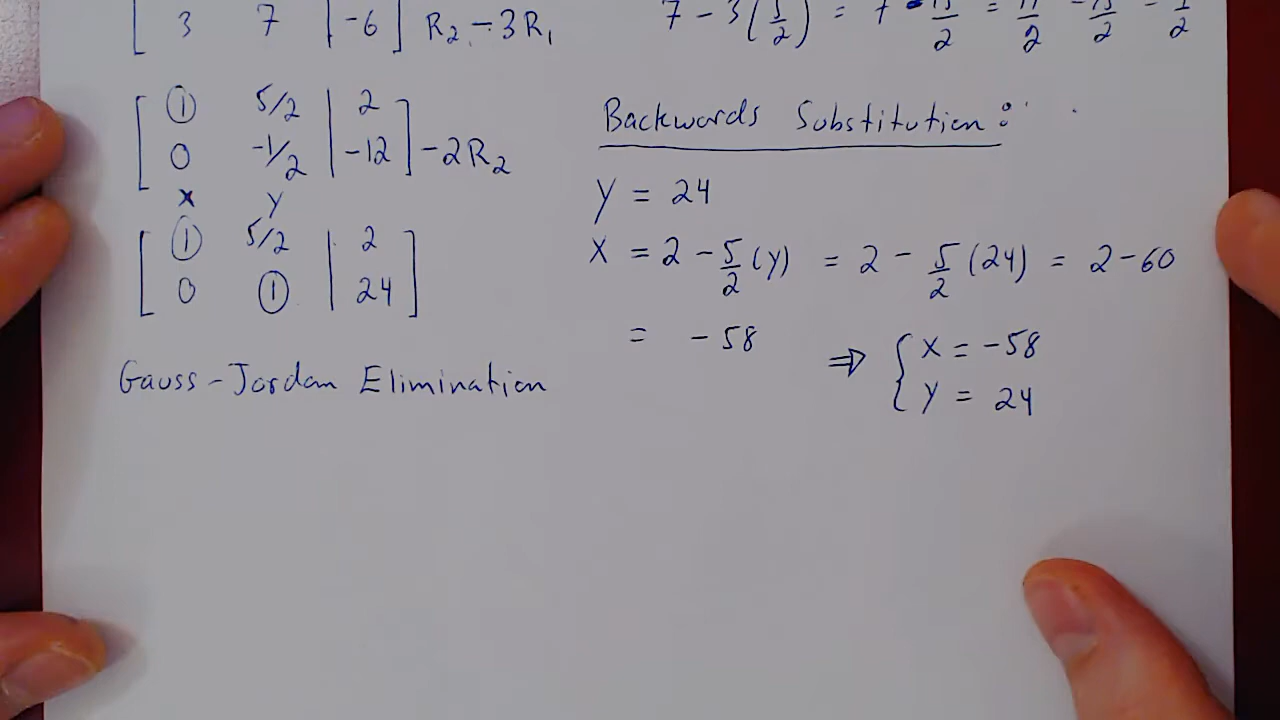 [ 3 7 | -6 ] R₂ - 3R₁
7 - 3(5/2) = 7 - 15/2 = 14/2 - 15/2 = -1/2
[ 1 5/2 | 2 ]
[ 0 -1/2 | -12 ] -2R₂
x y
[ 1 5/2 | 2 ]
[ 0 1 | 24 ]
Gauss-Jordan Elimination
Backwards Substitution:
y = 24
x = 2 - 5/2 (y) = 2 - 5/2 (24) = 2 - 60
= -58
⇒ { x = -58
y = 24